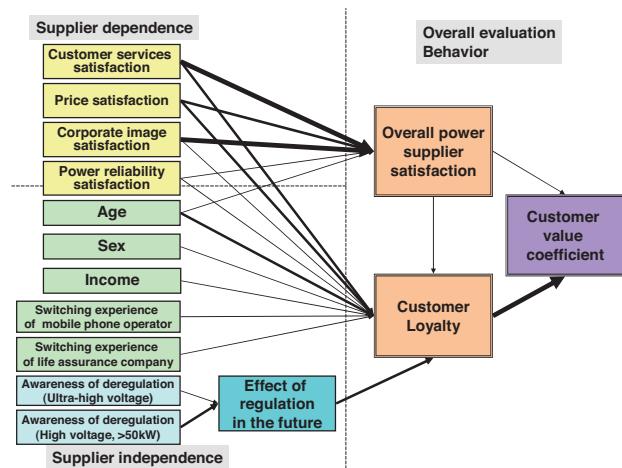 Supplier dependence
Customer services
satisfaction
Price satisfaction
Corporate image
satisfaction
Power reliability
satisfaction
Age
Sex
Income
Switching experience
of mobile phone operator
Switching experience
of life assurance company
Awareness of deregulation
(Ultra-high voltage)
Awareness of deregulation
(High voltage, >50kW)
Supplier independence
Effect of
regulation
in the future
Overall evaluation
Behavior
Overall power
supplier
satisfaction
Customer
Loyalty
Customer
value
coefficient